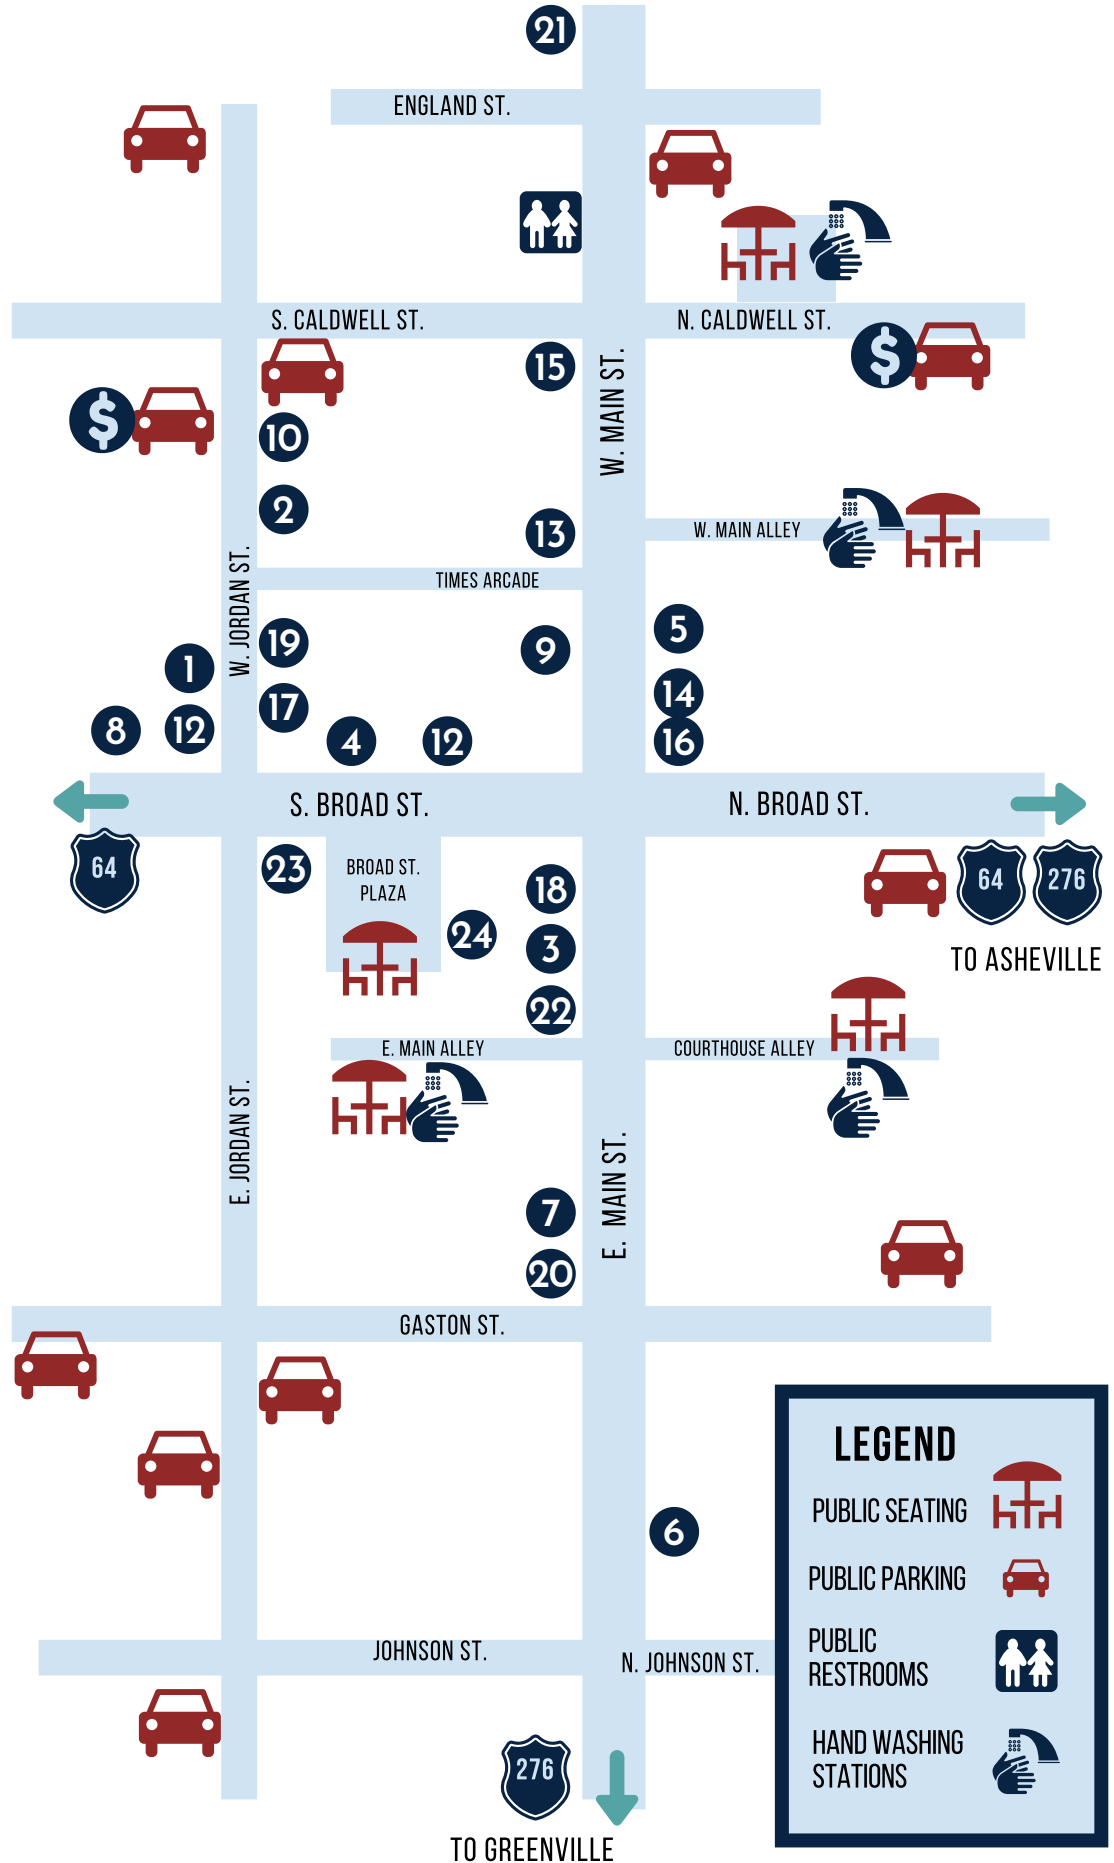 21
ENGLAND ST.
S. CALDWELL ST.
N. CALDWELL ST.
15
W. MAIN ST.
$
$
10
2
13
W. MAIN ALLEY
TIMES ARCADE
W. JORDAN ST.
19
9
5
1
17
14
8
12
4
12
16
S. BROAD ST.
N. BROAD ST.
64
23
BROAD ST.
PLAZA
18
64
276
TO ASHEVILLE
24
3
22
E. MAIN ALLEY
COURTHOUSE ALLEY
E. JORDAN ST.
E. MAIN ST.
7
20
GASTON ST.
6
JOHNSON ST.
N. JOHNSON ST.
276
TO GREENVILLE
LEGEND
PUBLIC SEATING
PUBLIC PARKING
PUBLIC
RESTROOMS
HAND WASHING
STATIONS